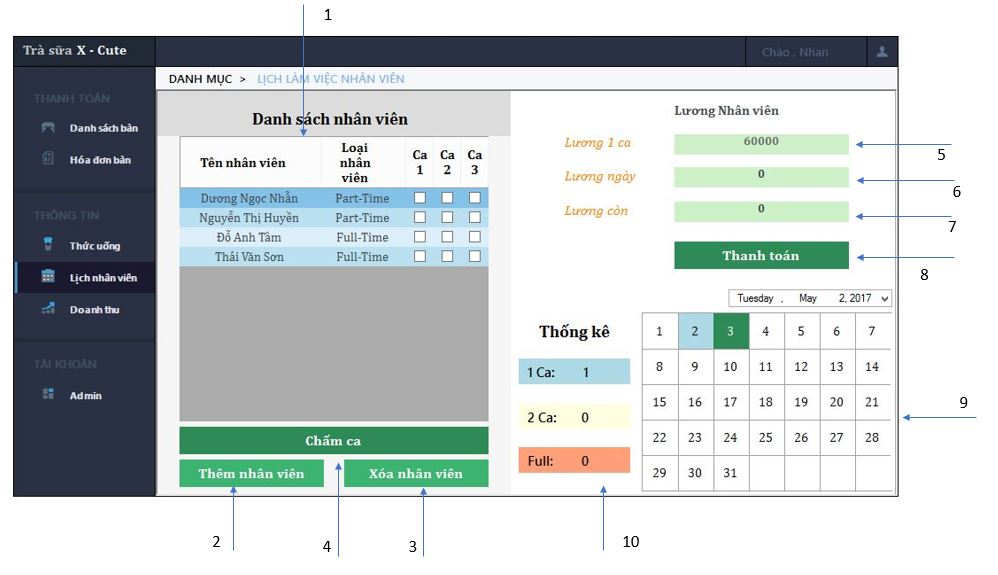 1
Trà sữa X - Cute
Chào , Nhan
DANH MỤC > LỊCH LÀM VIỆC NHÂN VIÊN
THANH TOÁN
Danh sách bàn
Hóa đơn bàn
THÔNG TIN
Thức uống
Lịch nhân viên
Doanh thu
TÀI KHOẢN
Admin
Danh sách nhân viên
Tên nhân viên Loại nhân viên Ca 1 Ca 2 Ca 3
Dương Ngọc Nhẫn Part-Time
Nguyễn Thị Huyền Part-Time
Đỗ Anh Tâm Full-Time
Thái Văn Sơn Full-Time
Chấm ca
Thêm nhân viên Xóa nhân viên
2
4
3
Lương Nhân viên
Lương 1 ca 60000
5
Lương ngày 0
6
Lương còn 0
7
Thanh toán
8
Tuesday , May 2, 2017
Thống kê
1 Ca: 1
2 Ca: 0
Full: 0
10
1 2 3 4 5 6 7
8 9 10 11 12 13 14
15 16 17 18 19 20 21
22 23 24 25 26 27 28
29 30 31
9